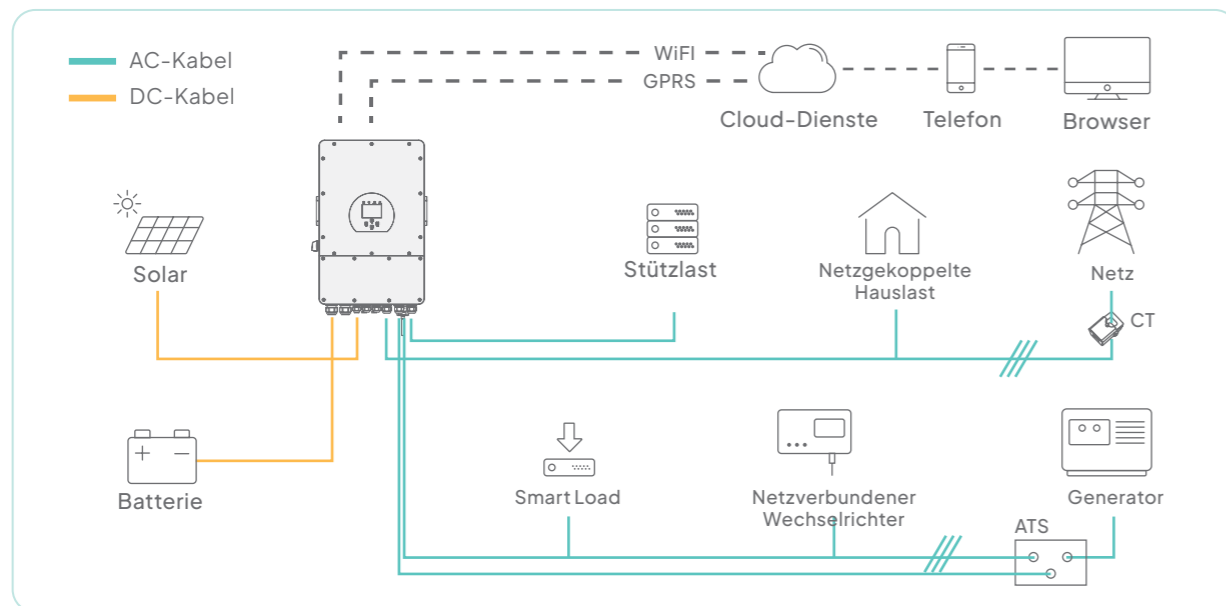 AC-Kabel
DC-Kabel
WiFI
GPRS
Cloud-Dienste
Telefon
Browser
Solar
Stützlast
Netzgekoppelte
Hauslast
Netz
CT
Batterie
Smart Load
Netzverbundener
Wechselrichter
Generator
ATS